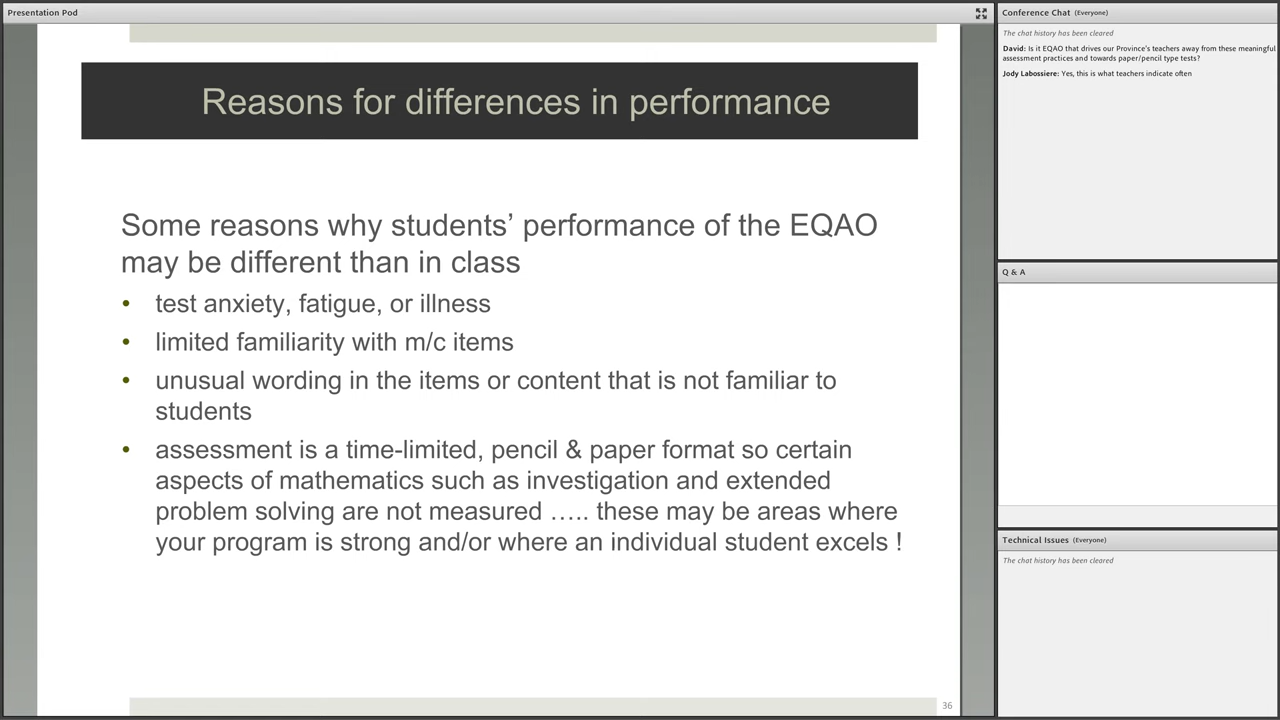 Presentation Pod
Reasons for differences in performance
Some reasons why students’ performance of the EQAO
may be different than in class
• test anxiety, fatigue, or illness
• limited familiarity with m/c items
• unusual wording in the items or content that is not familiar to
students
• assessment is a time-limited, pencil & paper format so certain
aspects of mathematics such as investigation and extended
problem solving are not measured ….. these may be areas where
your program is strong and/or where an individual student excels !
36
Conference Chat (Everyone)
The chat history has been cleared
David: Is it EQAO that drives our Province's teachers away from these meaningful
assessment practices and towards paper/pencil type tests?
Jody Labossiere: Yes, this is what teachers indicate often
Q & A
Technical Issues (Everyone)
The chat history has been cleared